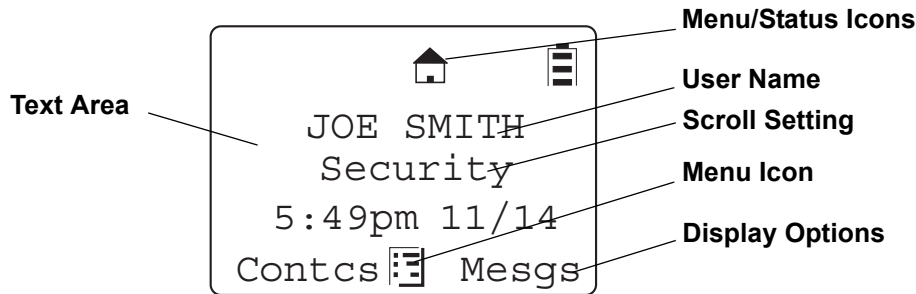 Menu/Status Icons
User Name
Text Area
JOE SMITH
Scroll Setting
Security
Menu Icon
5:49pm 11/14
Display Options
Contcs Mesgs